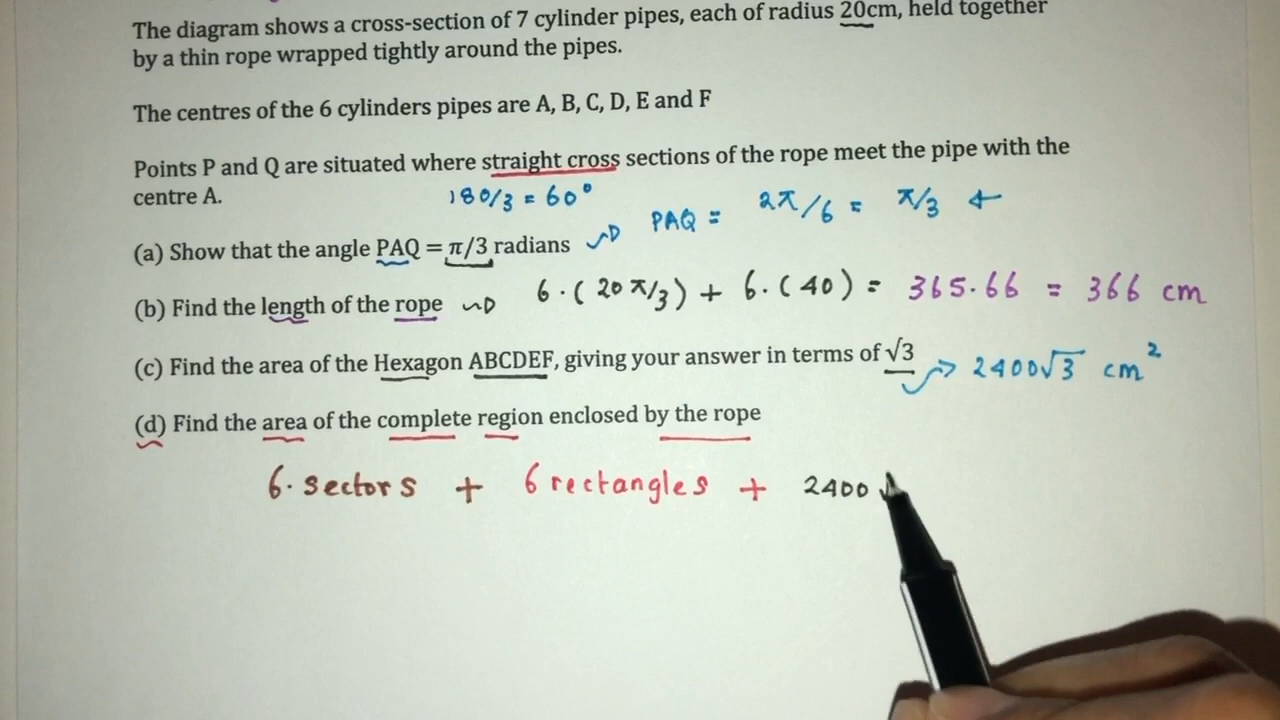 The diagram shows a cross-section of 7 cylinder pipes, each of radius 20cm, held together
by a thin rope wrapped tightly around the pipes.
The centres of the 6 cylinders pipes are A, B, C, D, E and F
Points P and Q are situated where straight cross sections of the rope meet the pipe with the
centre A.
180/3 = 60°
(a) Show that the angle PAQ = π/3 radians
PAQ = 2π/6 = π/3
(b) Find the length of the rope
6·(20π/3) + 6·(40) = 365.66 = 366 cm
(c) Find the area of the Hexagon ABCDEF, giving your answer in terms of √3
2400√3 cm²
(d) Find the area of the complete region enclosed by the rope
6·sectors + 6 rectangles + 2400